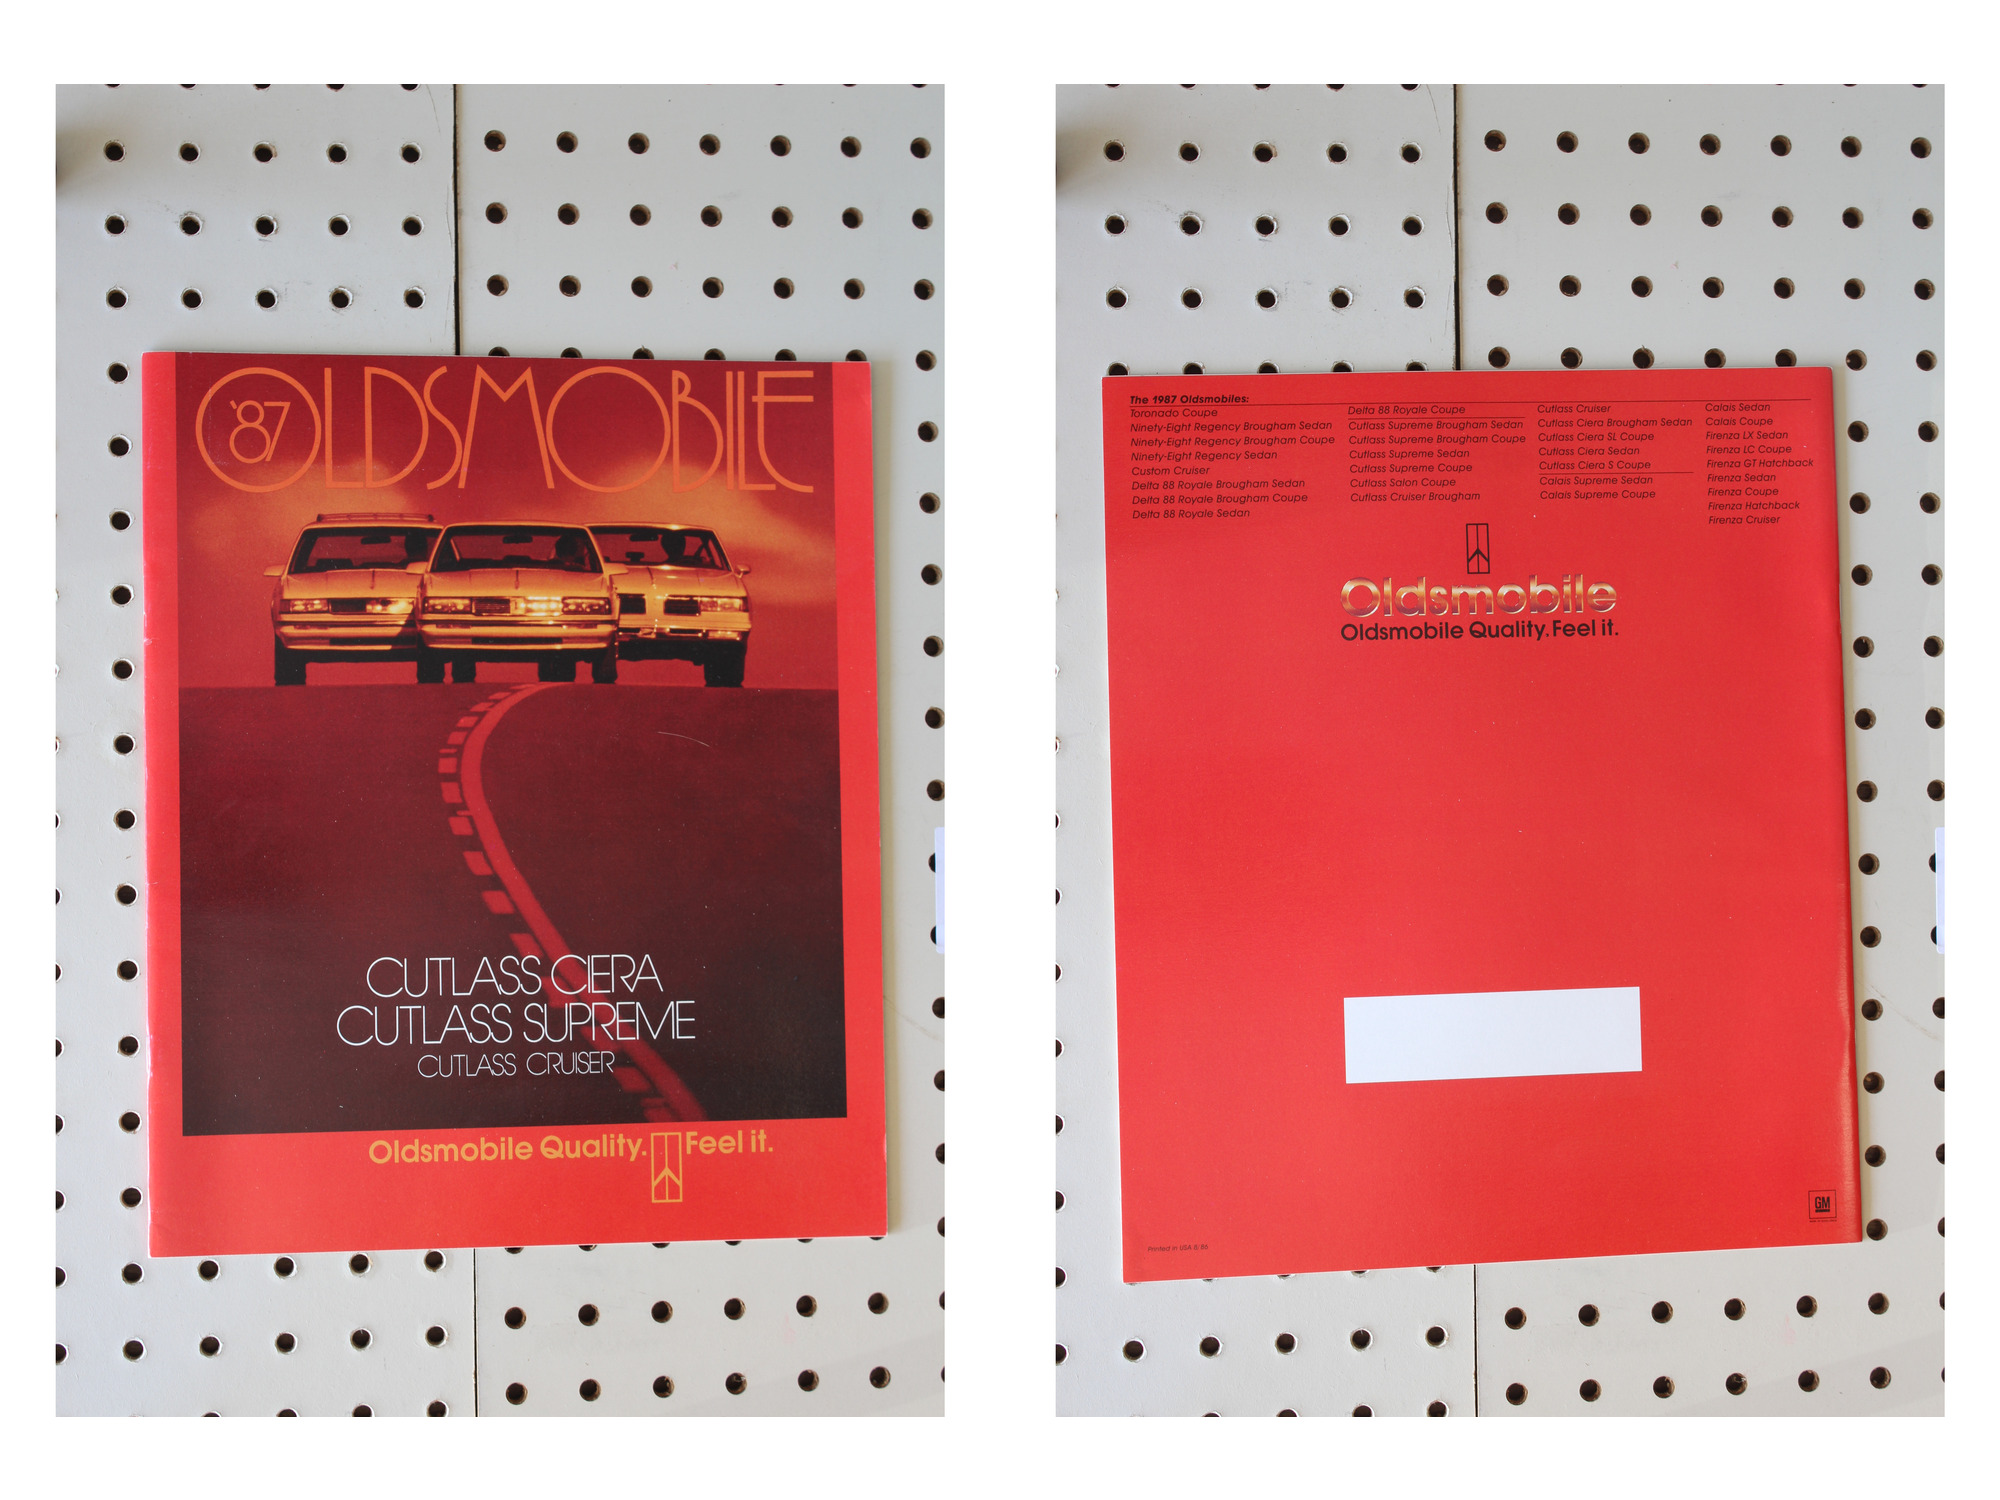 '87 OLDSMOBILE
CUTLASS CIERA
CUTLASS SUPREME
CUTLASS CRUISER
Oldsmobile Quality. Feel it.
The 1987 Oldsmobiles:
Toronado Coupe
Ninety-Eight Regency Brougham Sedan
Ninety-Eight Regency Brougham Coupe
Ninety-Eight Regency Sedan
Custom Cruiser
Delta 88 Royale Brougham Sedan
Delta 88 Royale Brougham Coupe
Delta 88 Royale Sedan
Delta 88 Royale Coupe
Cutlass Supreme Brougham Sedan
Cutlass Supreme Brougham Coupe
Cutlass Supreme Sedan
Cutlass Supreme Coupe
Cutlass Salon Coupe
Cutlass Cruiser Brougham
Cutlass Cruiser
Cutlass Ciera Brougham Sedan
Cutlass Ciera SL Coupe
Cutlass Ciera Sedan
Cutlass Ciera S Coupe
Calais Supreme Sedan
Calais Supreme Coupe
Calais Sedan
Calais Coupe
Firenza LX Sedan
Firenza LC Coupe
Firenza GT Hatchback
Firenza Sedan
Firenza Coupe
Firenza Hatchback
Firenza Cruiser
Oldsmobile
Oldsmobile Quality. Feel it.
GM
Printed in USA 8/86